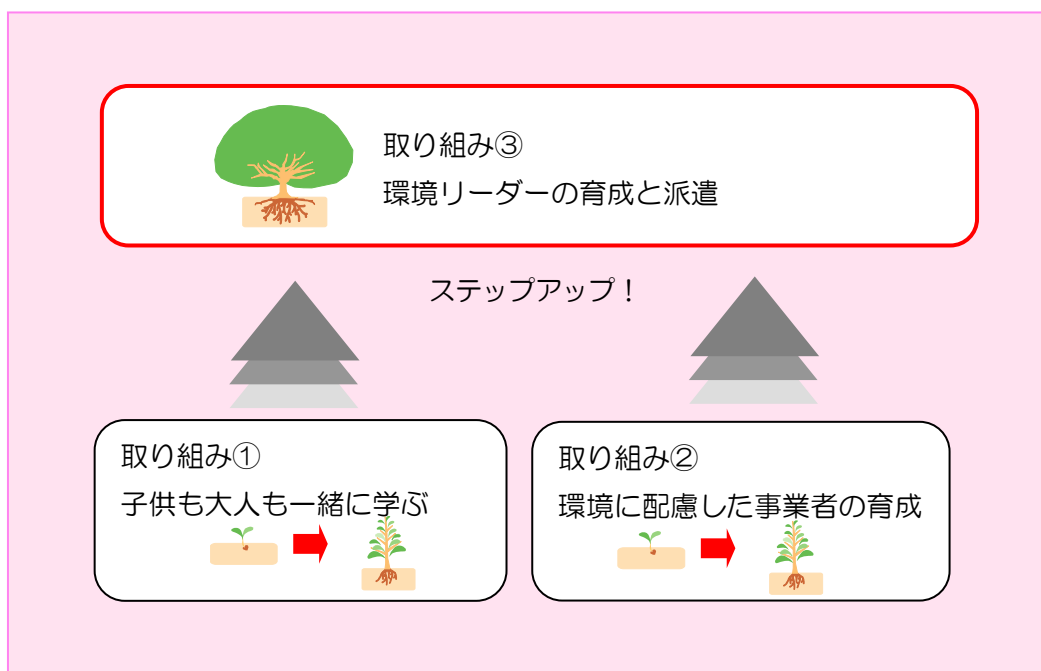 取り組み③
環境リーダーの育成と派遣
ステップアップ！
取り組み①
子供も大人も一緒に学ぶ
取り組み②
環境に配慮した事業者の育成